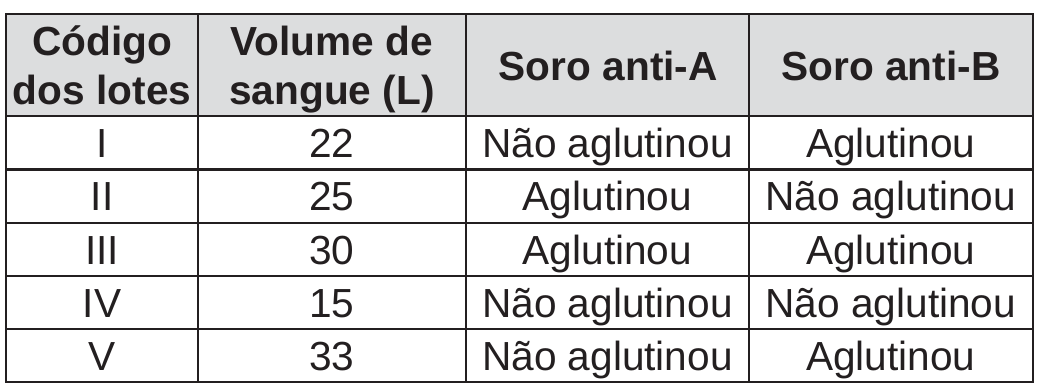 Código dos lotes Volume de sangue (L) Soro anti-A Soro anti-B
I 22 Não aglutinou Aglutinou
II 25 Aglutinou Não aglutinou
III 30 Aglutinou Aglutinou
IV 15 Não aglutinou Não aglutinou
V 33 Não aglutinou Aglutinou